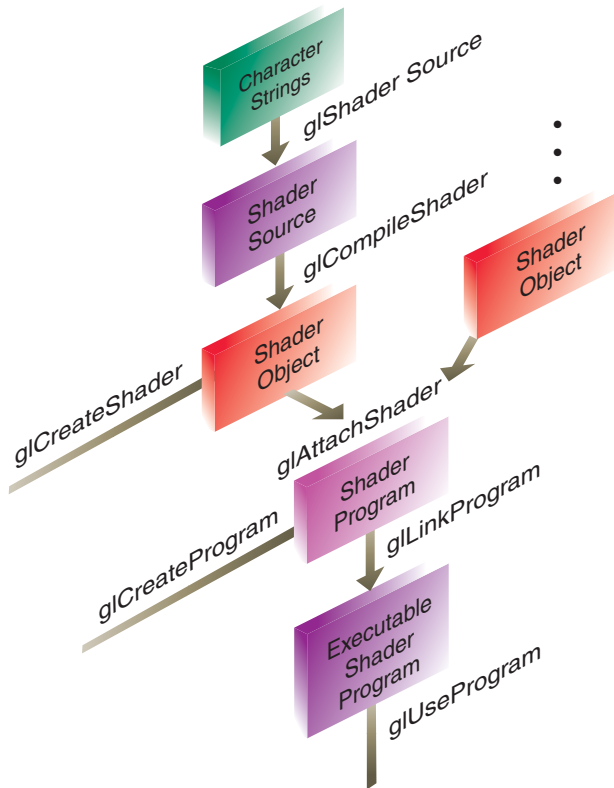 Character
Strings
glShader Source
Shader
Source
glCompileShader
Shader
Object
Shader
Object
glCreateShader
glAttachShader
Shader
Program
glLinkProgram
glCreateProgram
Executable
Shader
Program
glUseProgram